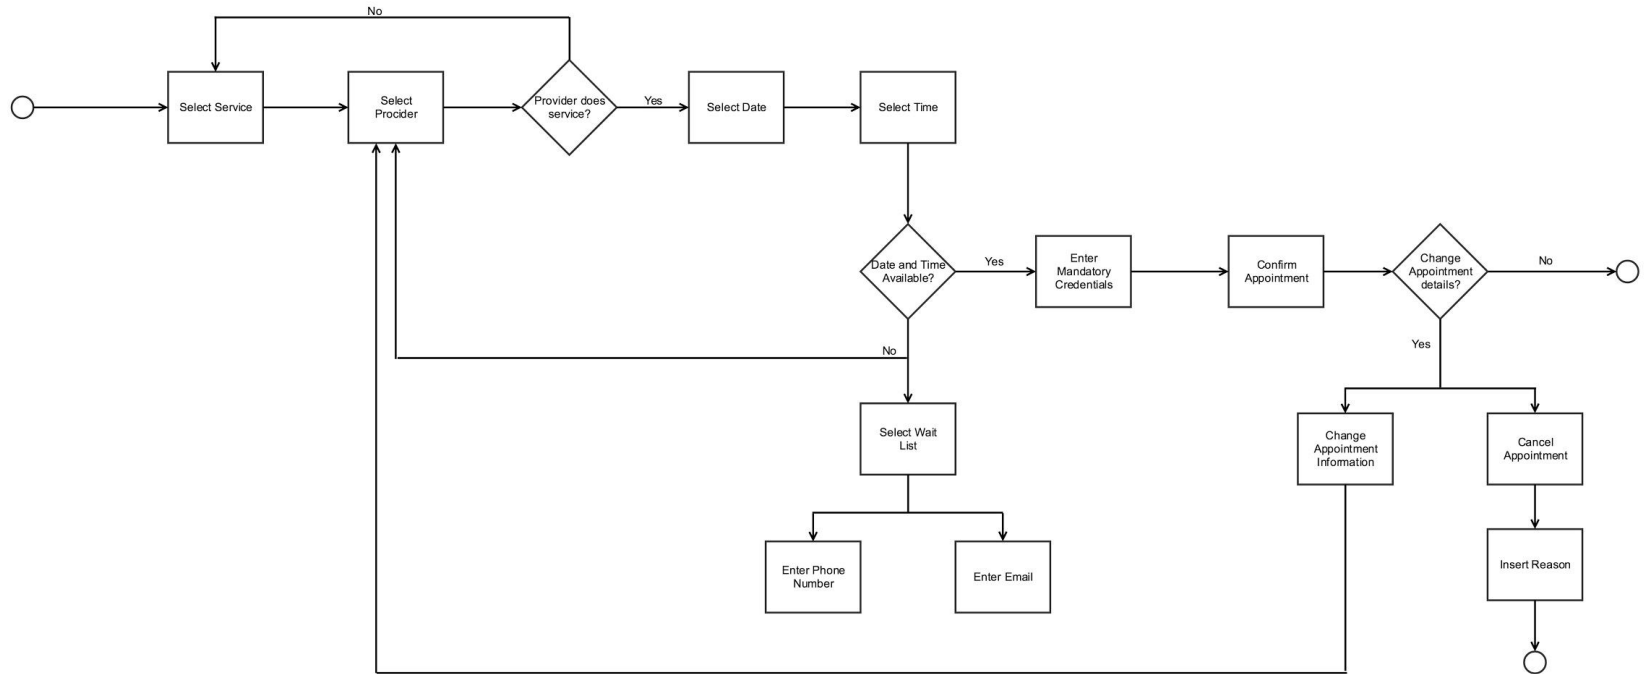 No
Select Service
Select
Procider
Provider does
service?
Yes
Select Date
Select Time
Date and Time
Available?
Yes
Enter
Mandatory
Credentials
Confirm
Appointment
Change
Appointment
details?
No
No
Yes
Select Wait
List
Change
Appointment
Information
Cancel
Appointment
Enter Phone
Number
Enter Email
Insert Reason